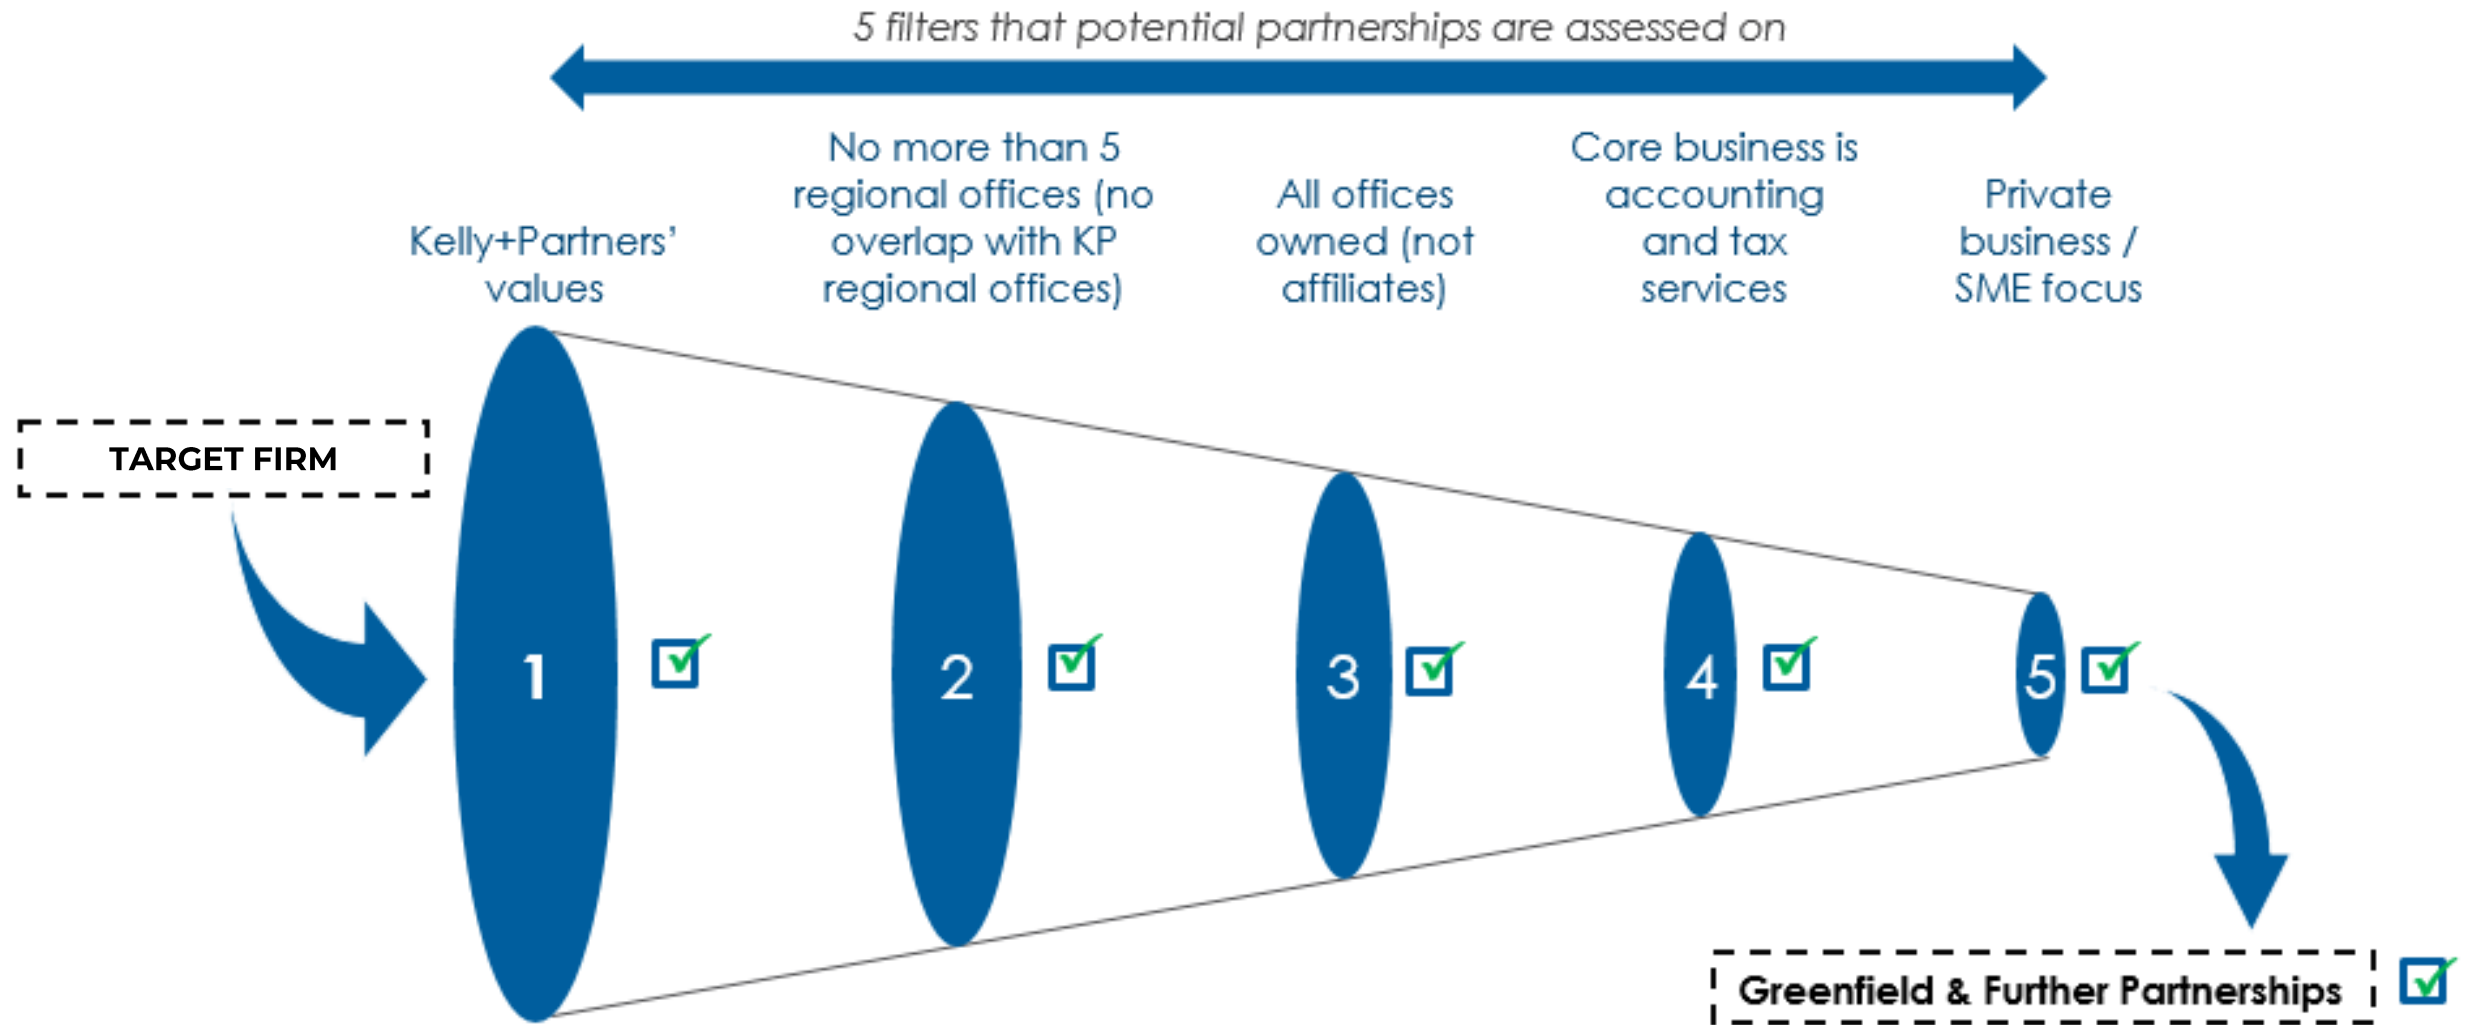 5 filters that potential partnerships are assessed on
Kelly+Partners’
values
No more than 5
regional offices (no
overlap with KP
regional offices)
All offices
owned (not
affiliates)
Core business is
accounting
and tax
services
Private
business /
SME focus
TARGET FIRM
1
2
3
4
5
Greenfield & Further Partnerships